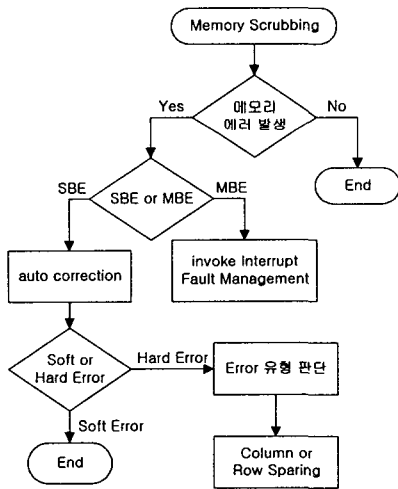 Memory Scrubbing
Yes
메모리
에러 발생
No
End
SBE
SBE or MBE
MBE
auto correction
invoke Interrupt
Fault Management
Soft or
Hard Error
Hard Error
Error 유형 판단
Soft Error
End
Column or
Row Sparing